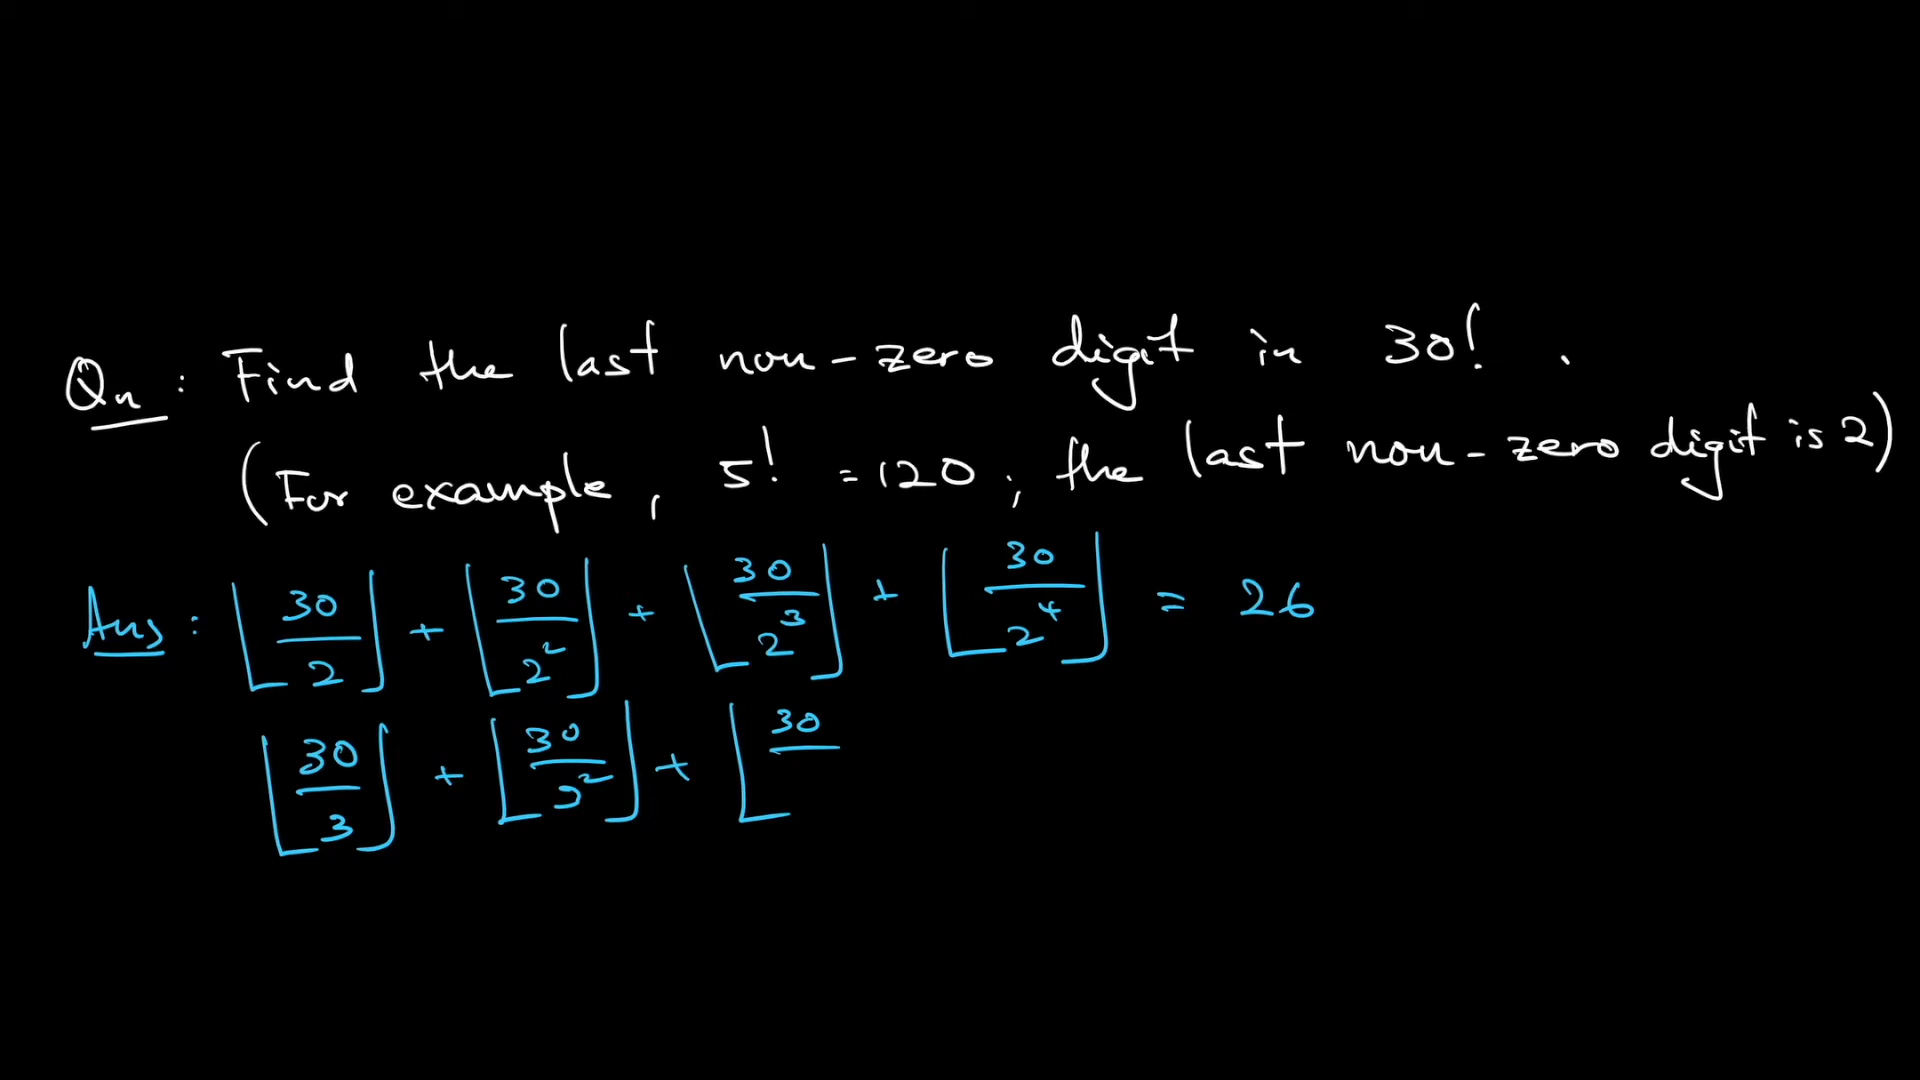 Qn : Find the last non-zero digit in 30! .
(For example, 5! = 120 ; the last non-zero digit is 2)
Ans : ⌊30/2⌋ + ⌊30/2²⌋ + ⌊30/2³⌋ + ⌊30/2⁴⌋ = 26
⌊30/3⌋ + ⌊30/3²⌋ + ⌊30/